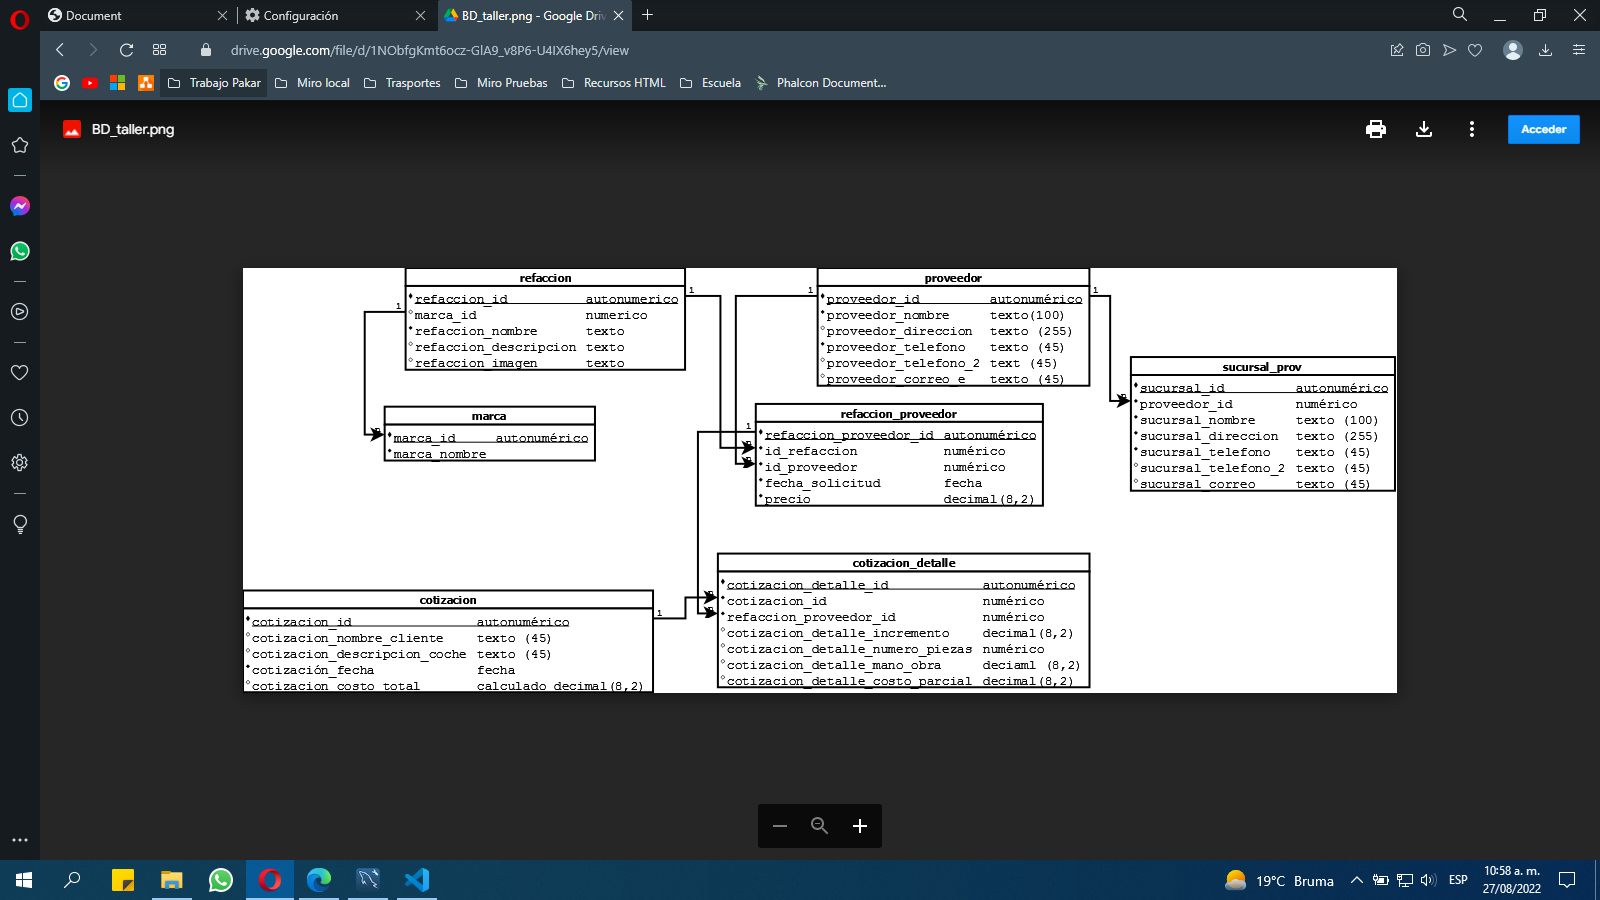 Document
Configuración
BD_taller.png - Google Driv
drive.google.com/file/d/1NObfgKmt6ocz-GlA9_v8P6-U4IX6hey5/view
Trabajo Pakar
Miro local
Trasportes
Miro Pruebas
Recursos HTML
Escuela
Phalcon Document...
BD_taller.png
Acceder
refaccion
refaccion_id autonumerico
marca_id numerico
refaccion_nombre texto
refaccion_descripcion texto
refaccion_imagen texto
1
1
proveedor
proveedor_id autonumérico
proveedor_nombre texto(100)
proveedor_direccion texto (255)
proveedor_telefono texto (45)
proveedor_telefono_2 text (45)
proveedor_correo_e texto (45)
1
1
sucursal_prov
sucursal_id autonumérico
proveedor_id numérico
sucursal_nombre texto (100)
sucursal_direccion texto (255)
sucursal_telefono texto (45)
sucursal_telefono_2 texto (45)
sucursal_correo texto (45)
marca
marca_id autonumérico
marca_nombre
refaccion_proveedor
1
refaccion_proveedor_id autonumérico
id_refaccion numérico
id_proveedor numérico
fecha_solicitud fecha
precio decimal(8,2)
cotizacion_detalle
cotizacion_detalle_id autonumérico
cotizacion_id numérico
refaccion_proveedor_id numérico
cotizacion_detalle_incremento decimal(8,2)
cotizacion_detalle_numero_piezas numérico
cotizacion_detalle_mano_obra deciaml (8,2)
cotizacion_detalle_costo_parcial decimal(8,2)
cotizacion
1
cotizacion_id autonumérico
cotizacion_nombre_cliente texto (45)
cotizacion_descripcion_coche texto (45)
cotización_fecha fecha
cotizacion_costo_total calculado decimal(8,2)
19°C Bruma
ESP
10:58 a. m.
27/08/2022